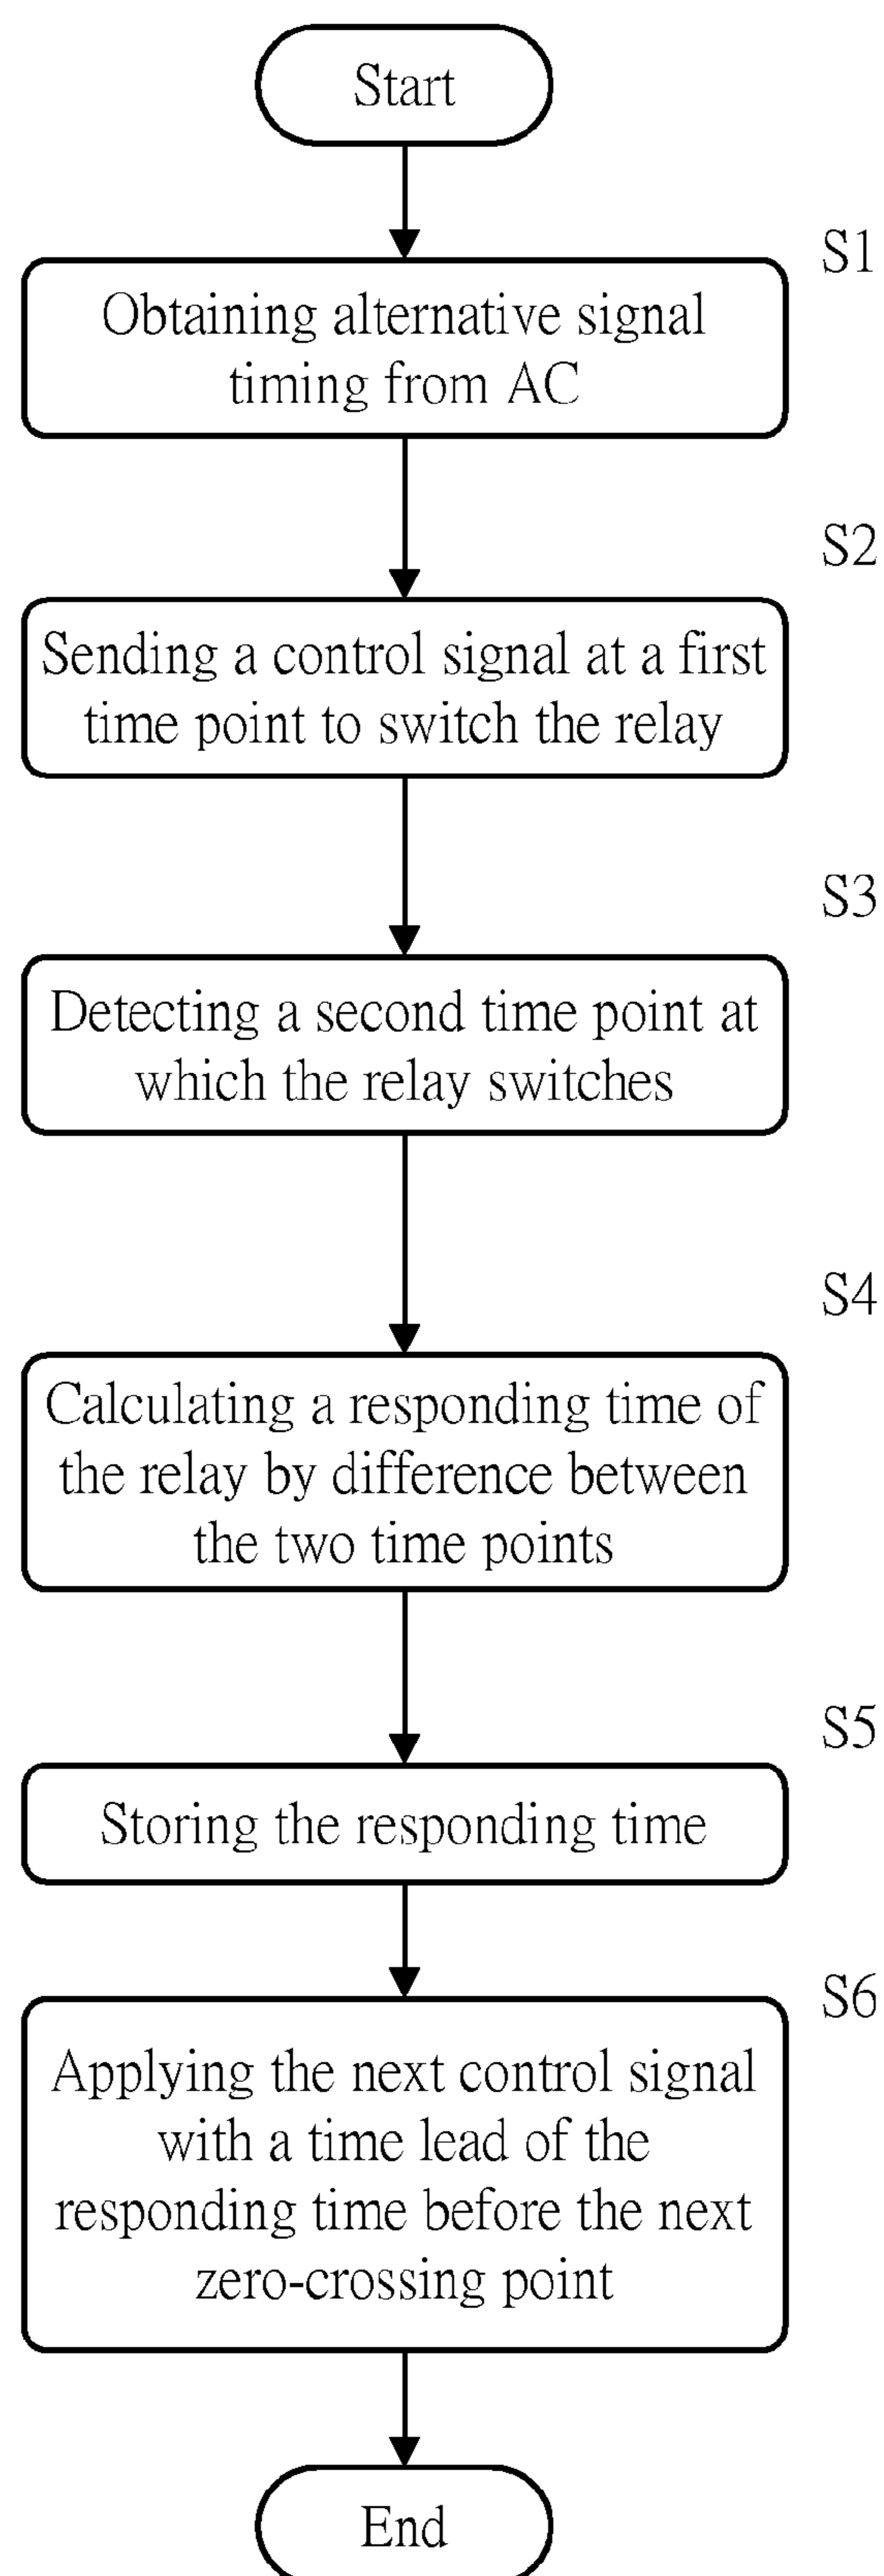 Start
S1
Obtaining alternative signal
timing from AC
S2
Sending a control signal at a first
time point to switch the relay
S3
Detecting a second time point at
which the relay switches
S4
Calculating a responding time of
the relay by difference between
the two time points
S5
Storing the responding time
S6
Applying the next control signal
with a time lead of the
responding time before the next
zero-crossing point
End